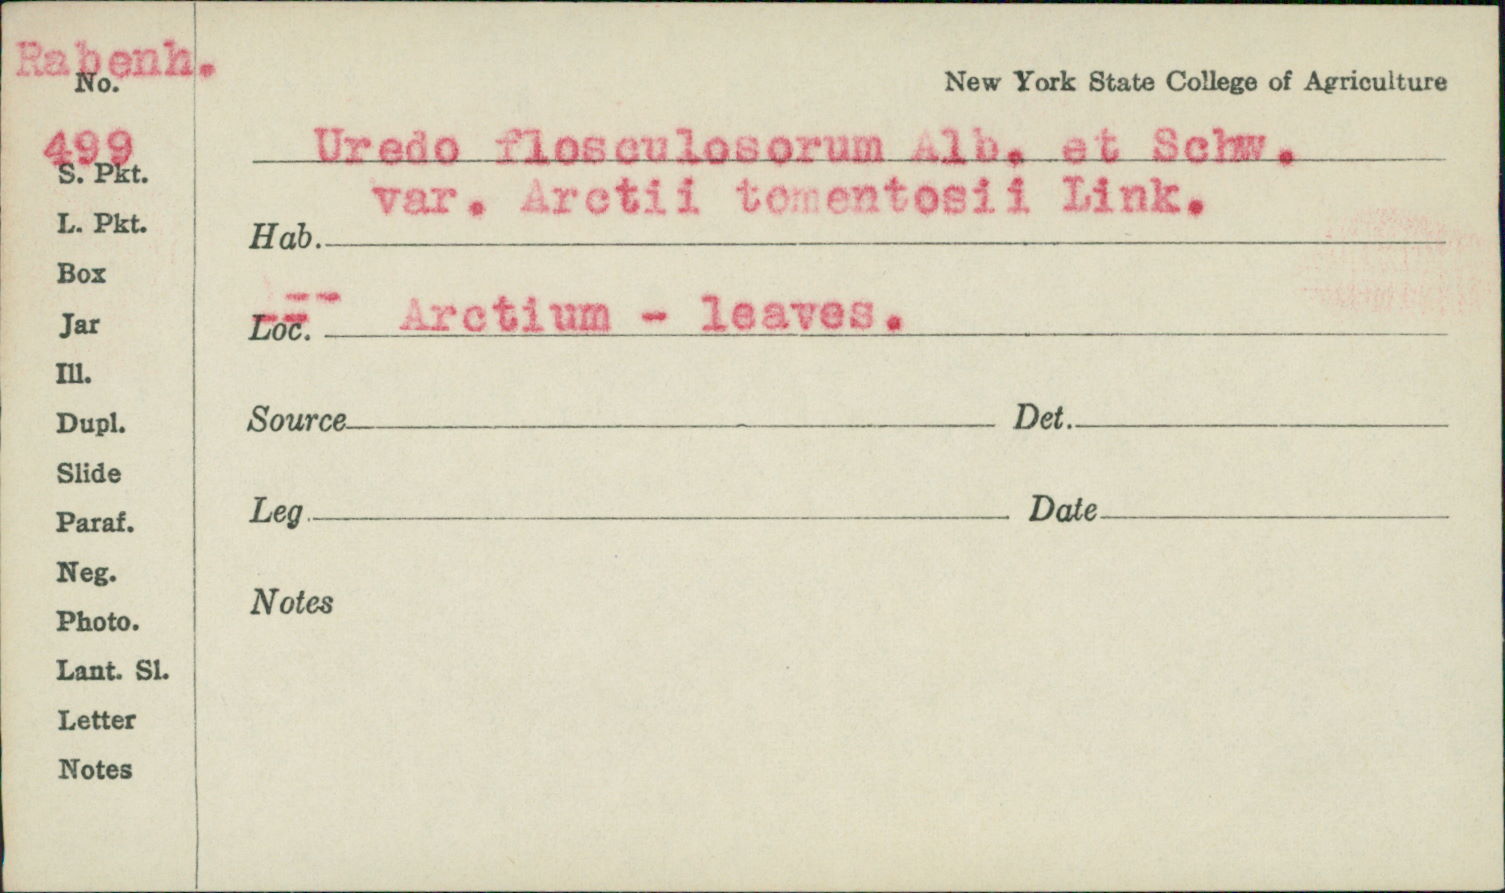 Rabenh.
No.
New York State College of Agriculture
499
Uredo flosculosorum Alb. et Schw.
S. Pkt.
var. Arctii tomentosii Link.
L. Pkt.
Hab.
Box
Arctium - leaves.
Jar
Loc.
Ill.
Dupl.
Source
Det.
Slide
Paraf.
Leg.
Date
Neg.
Notes
Photo.
Lant. Sl.
Letter
Notes